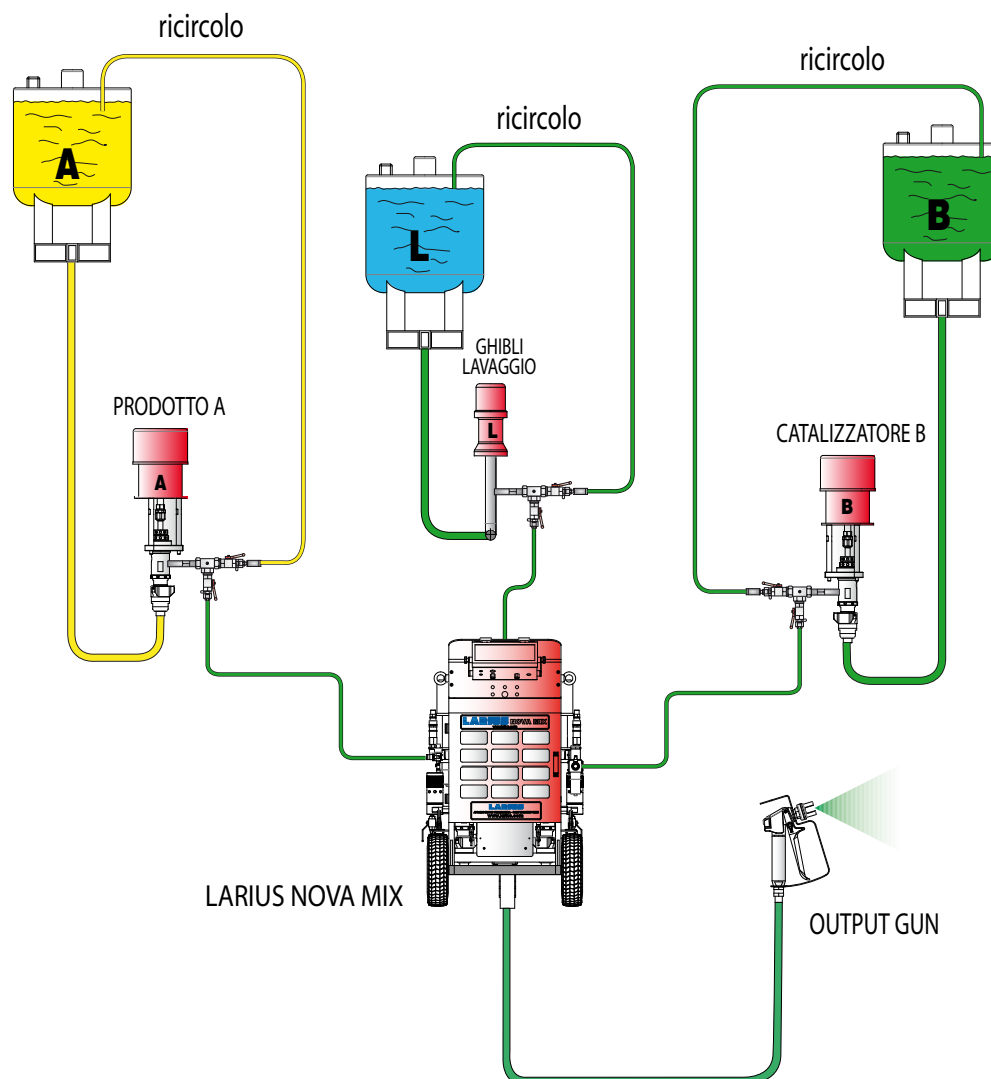 ricircolo
ricircolo
ricircolo
A
L
B
GHIBLI
LAVAGGIO
PRODOTTO A
CATALIZZATORE B
L
A
B
LARIUS NOVA MIX
LARIUS
LARIUS NOVA MIX
OUTPUT GUN